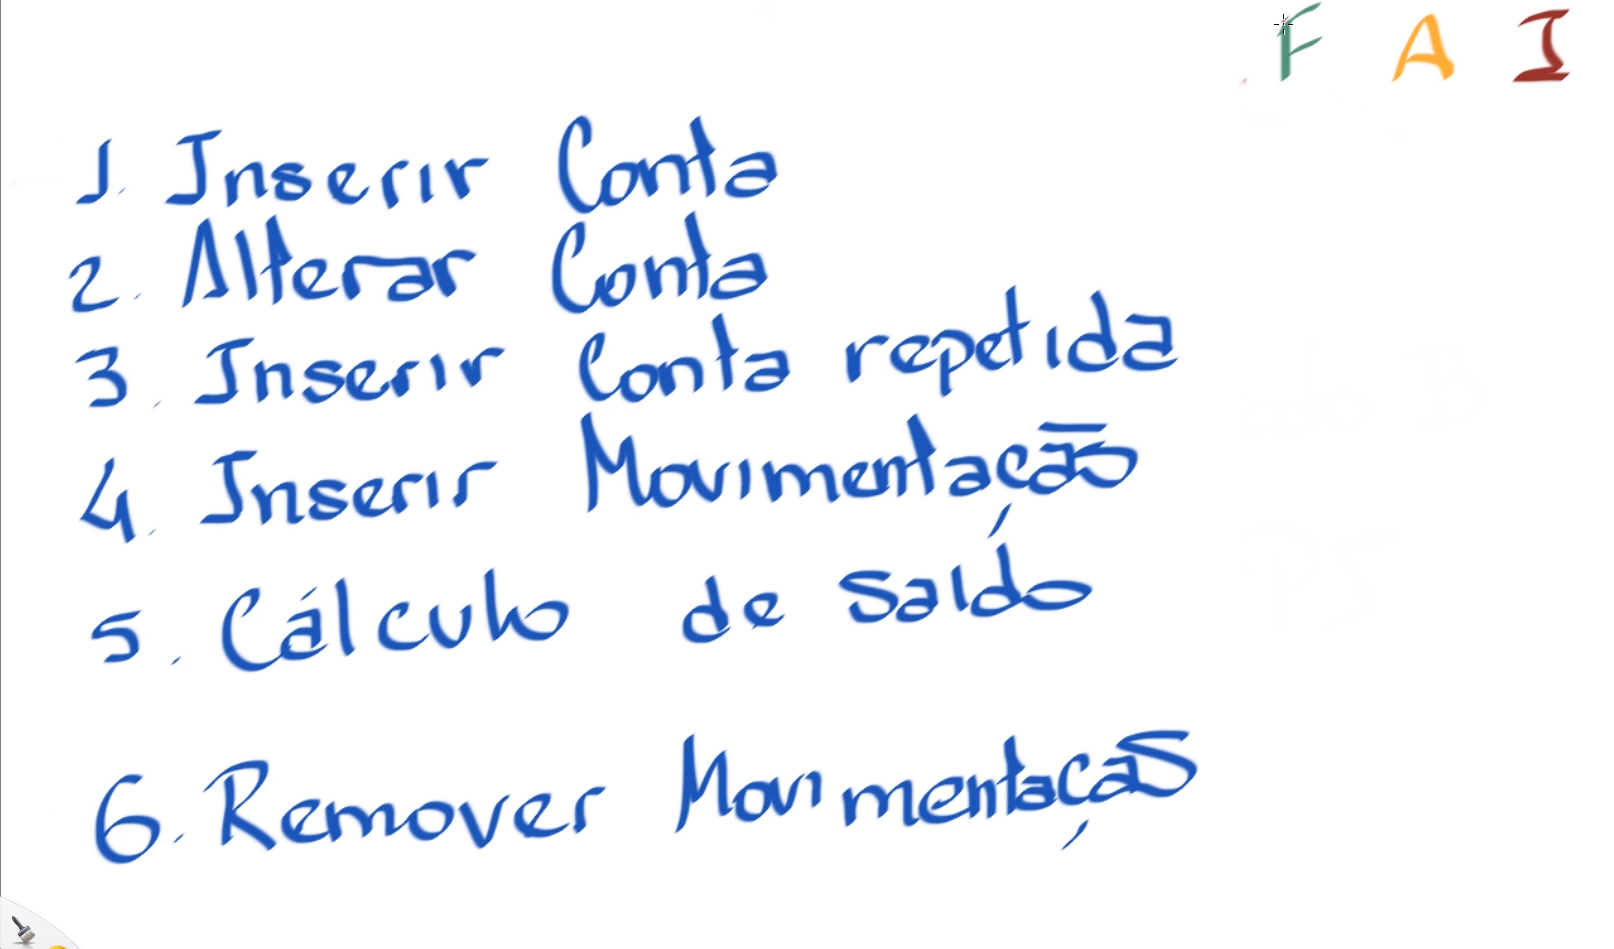 F A I
1. Inserir Conta
2. Alterar Conta
3. Inserir Conta repetida
4. Inserir Movimentação
5. Cálculo de saldo
6. Remover Movimentação